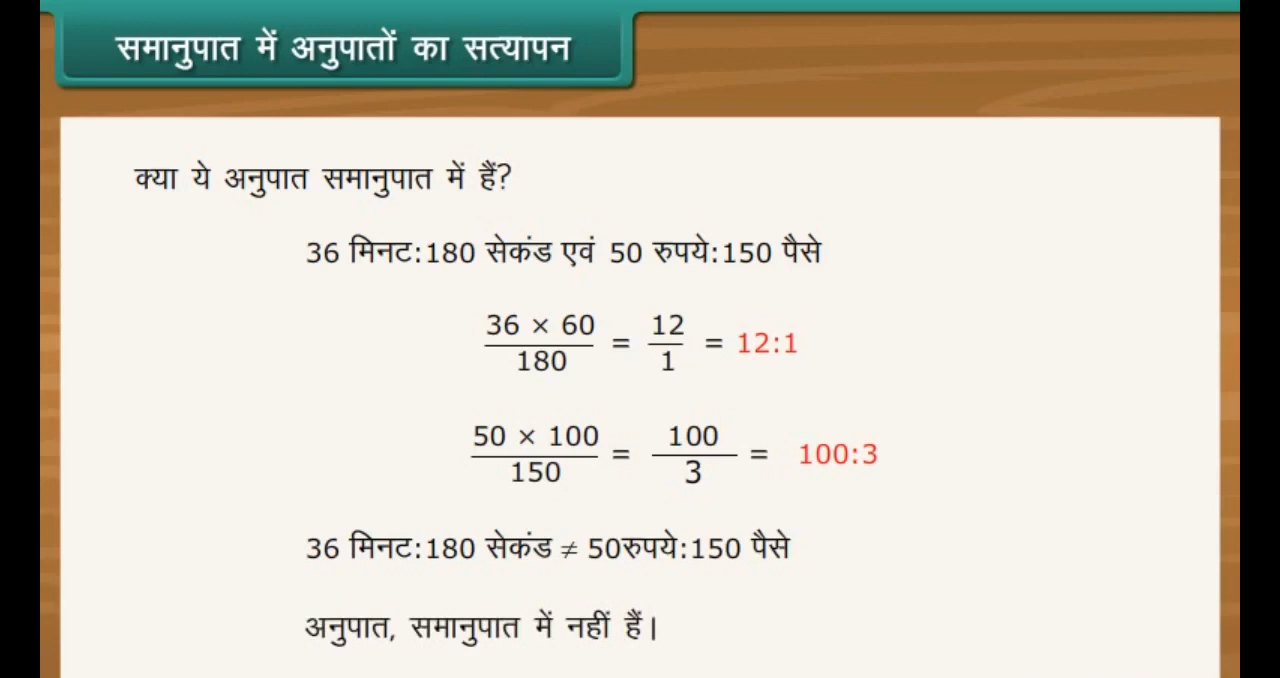 समानुपात में अनुपातों का सत्यापन
क्या ये अनुपात समानुपात में हैं?
36 मिनट:180 सेकंड एवं 50 रुपये:150 पैसे
36 × 60 / 180 = 12 / 1 = 12:1
50 × 100 / 150 = 100 / 3 = 100:3
36 मिनट:180 सेकंड ≠ 50रुपये:150 पैसे
अनुपात, समानुपात में नहीं हैं।